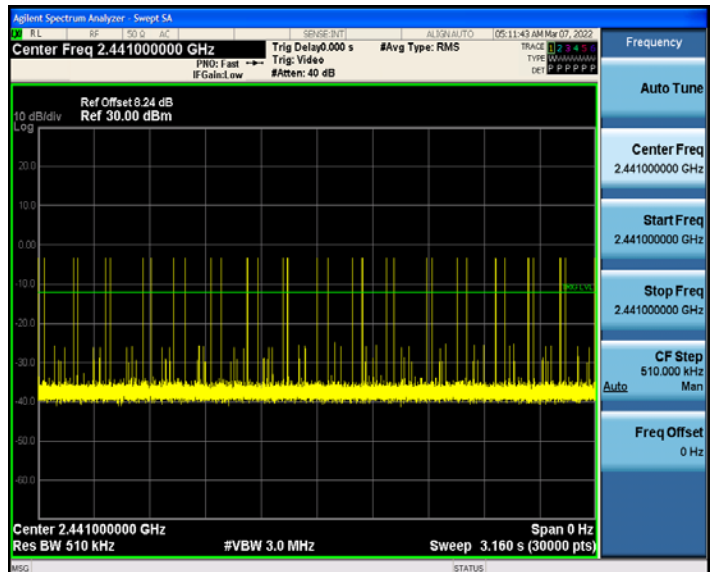 Agilent Spectrum Analyzer - Swept SA
RL RF 50 Ω AC SENSE:INT ALIGN AUTO 05:11:43 AM Mar 07, 2022
Center Freq 2.441000000 GHz
PNO: Fast
IFGain:Low
Trig Delay0.000 s
Trig: Video
#Atten: 40 dB
#Avg Type: RMS
TRACE 1 2 3 4 5 6
TYPE WWWWWW
DET P P P P P P
Ref Offset 8.24 dB
10 dB/div Ref 30.00 dBm
Log
20.0
10.0
0.00
-10.0
TRIG LVL
-20.0
-30.0
-40.0
-50.0
-60.0
Center 2.441000000 GHz Span 0 Hz
Res BW 510 kHz #VBW 3.0 MHz Sweep 3.160 s (30000 pts)
MSG STATUS
Frequency
Auto Tune
Center Freq
2.441000000 GHz
Start Freq
2.441000000 GHz
Stop Freq
2.441000000 GHz
CF Step
510.000 kHz
Auto Man
Freq Offset
0 Hz